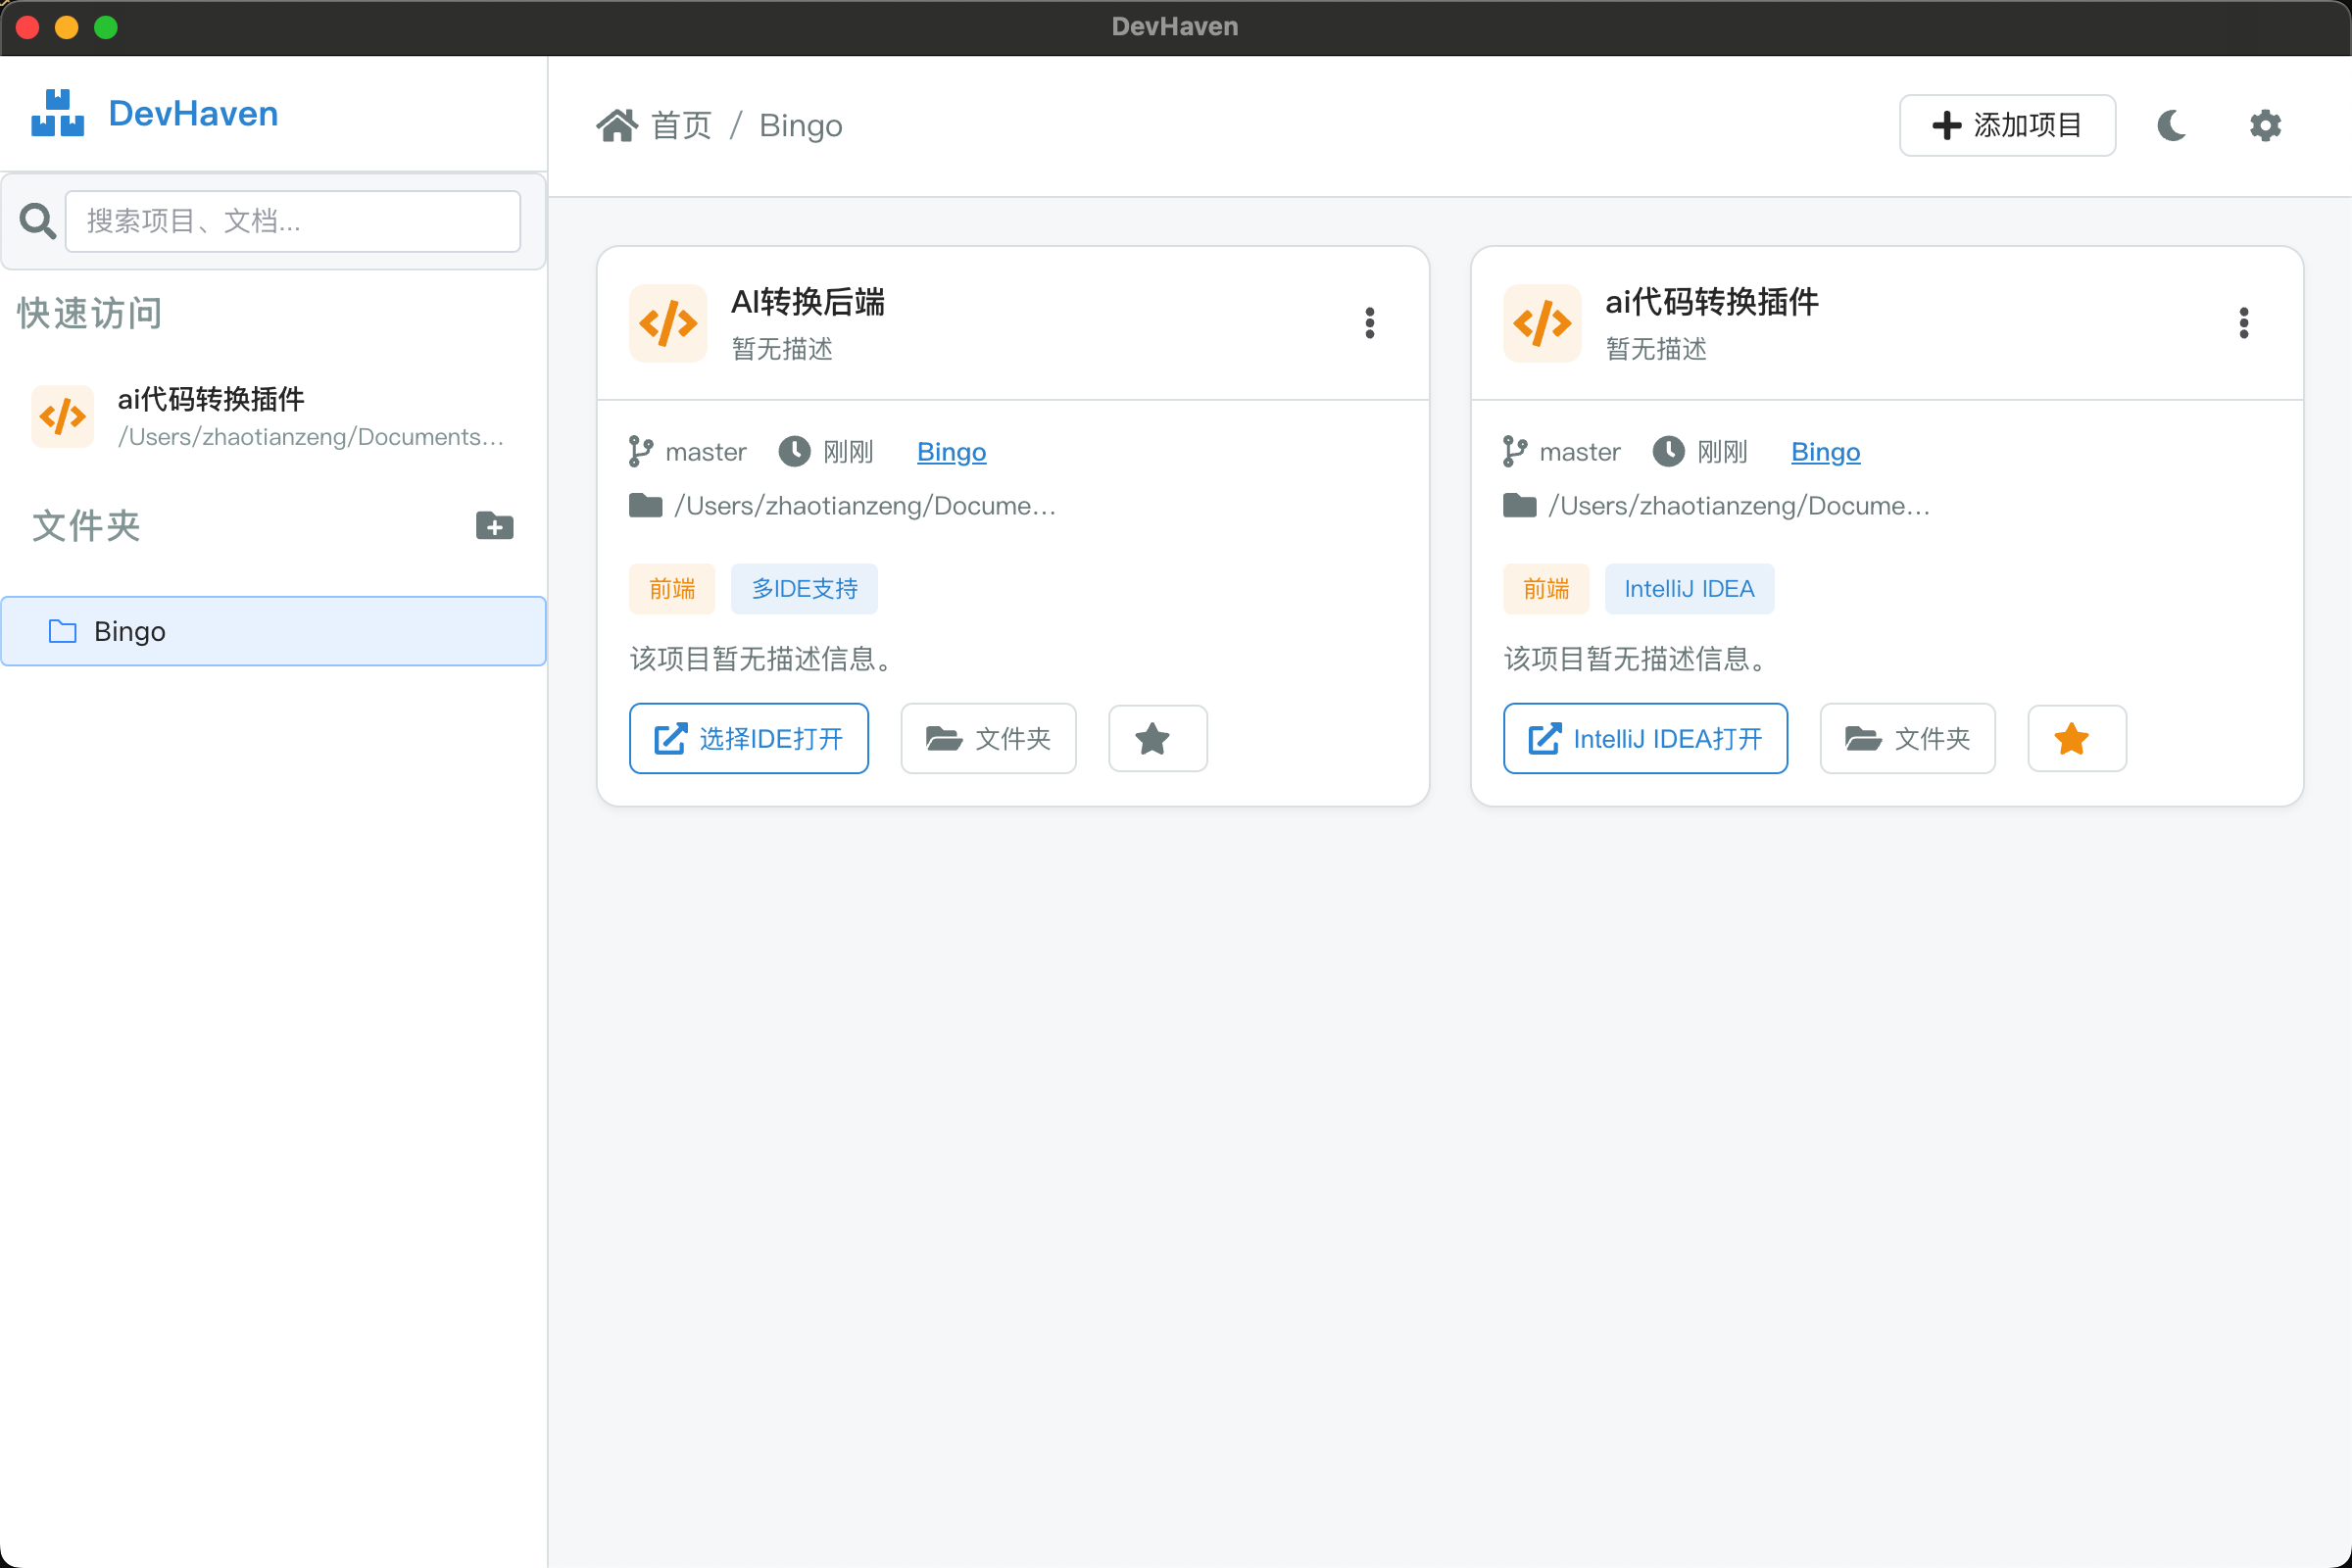 DevHaven
DevHaven
搜索项目、文档...
快速访问
ai代码转换插件
/Users/zhaotianzeng/Documents...
文件夹
Bingo
首页 / Bingo
添加项目
AI转换后端
暂无描述
master 刚刚 Bingo
/Users/zhaotianzeng/Docume...
前端 多IDE支持
该项目暂无描述信息。
选择IDE打开 文件夹
ai代码转换插件
暂无描述
master 刚刚 Bingo
/Users/zhaotianzeng/Docume...
前端 IntelliJ IDEA
该项目暂无描述信息。
IntelliJ IDEA打开 文件夹